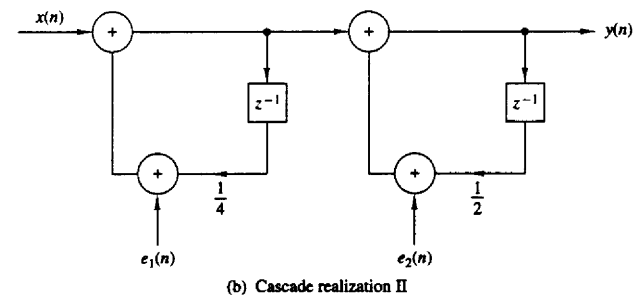 x(n)
+
+
y(n)
z⁻¹
z⁻¹
+
1/4
+
1/2
e₁(n)
e₂(n)
(b) Cascade realization II